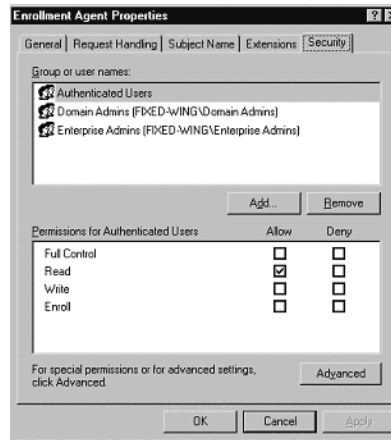 Enrollment Agent Properties
General Request Handling Subject Name Extensions Security
Group or user names:
Authenticated Users
Domain Admins (FIXED-WING\Domain Admins)
Enterprise Admins (FIXED-WING\Enterprise Admins)
Add... Remove
Permissions for Authenticated Users Allow Deny
Full Control
Read
Write
Enroll
For special permissions or for advanced settings,
click Advanced.
Advanced
OK Cancel Apply